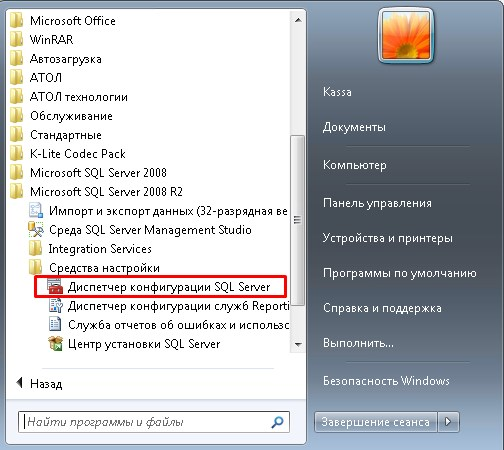 Microsoft Office
WinRAR
Автозагрузка
АТОЛ
АТОЛ технологии
Обслуживание
Стандартные
K-Lite Codec Pack
Microsoft SQL Server 2008
Microsoft SQL Server 2008 R2
Импорт и экспорт данных (32-разрядная ве
Среда SQL Server Management Studio
Integration Services
Средства настройки
Диспетчер конфигурации SQL Server
Диспетчер конфигурации служб Reporti
Служба отчетов об ошибках и использс
Центр установки SQL Server
Назад
Найти программы и файлы
Kassa
Документы
Компьютер
Панель управления
Устройства и принтеры
Программы по умолчанию
Справка и поддержка
Выполнить...
Безопасность Windows
Завершение сеанса